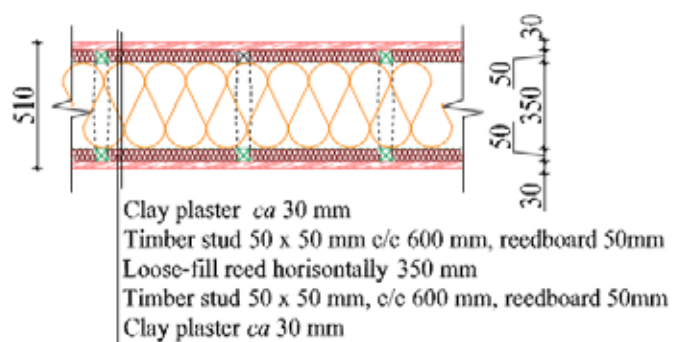 30
510
50
350
50
30
Clay plaster ca 30 mm
Timber stud 50 x 50 mm c/c 600 mm, reedboard 50mm
Loose-fill reed horisontally 350 mm
Timber stud 50 x 50 mm, c/c 600 mm, reedboard 50mm
Clay plaster ca 30 mm